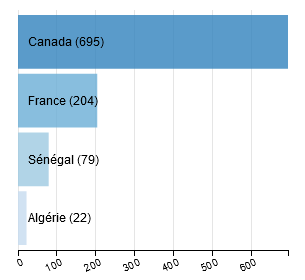 Canada (695)
France (204)
Sénégal (79)
Algérie (22)
0 100 200 300 400 500 600